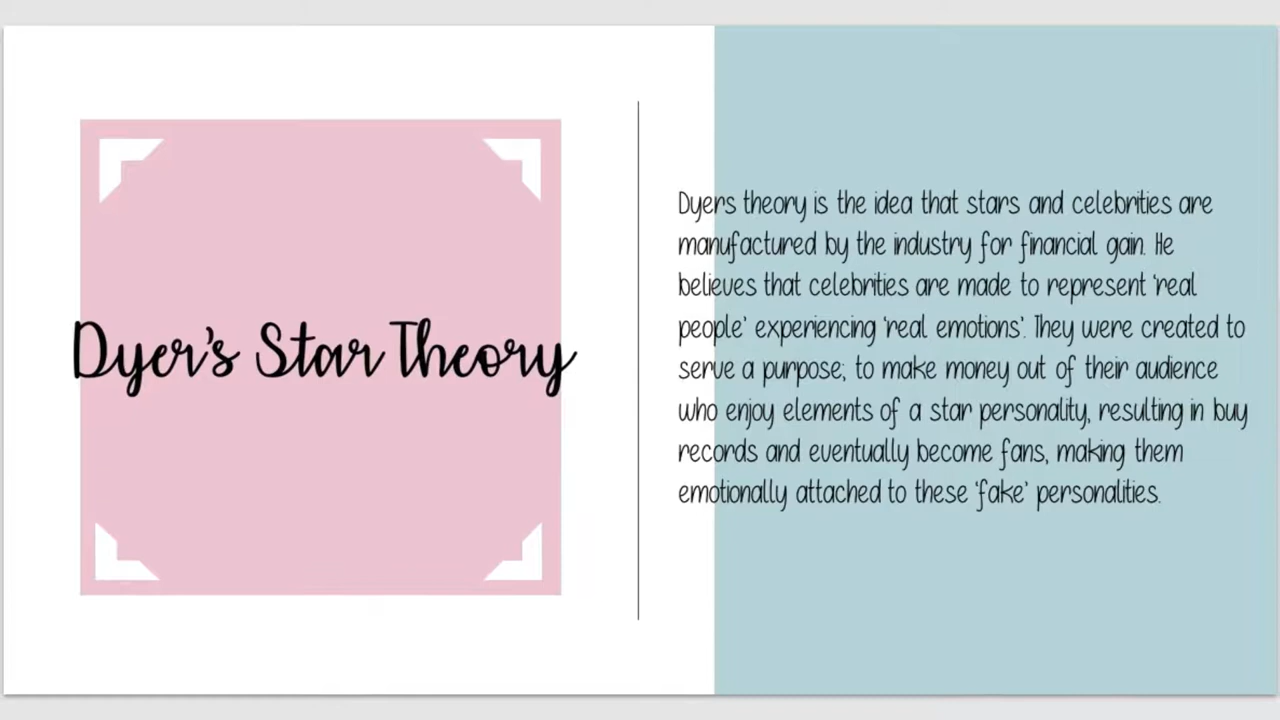 Dyer's Star Theory
Dyers theory is the idea that stars and celebrities are
manufactured by the industry for financial gain. He
believes that celebrities are made to represent 'real
people' experiencing 'real emotions'. They were created to
serve a purpose; to make money out of their audience
who enjoy elements of a star personality, resulting in buy
records and eventually become fans, making them
emotionally attached to these 'fake' personalities.